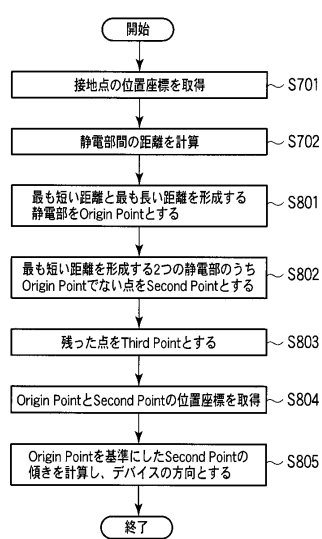 開始
接地点の位置座標を取得
S701
静電部間の距離を計算
S702
最も短い距離と最も長い距離を形成する
静電部をOrigin Pointとする
S801
最も短い距離を形成する2つの静電部のうち
Origin Pointでない点をSecond Pointとする
S802
残った点をThird Pointとする
S803
Origin PointとSecond Pointの位置座標を取得
S804
Origin Pointを基準にしたSecond Pointの
傾きを計算し、デバイスの方向とする
S805
終了